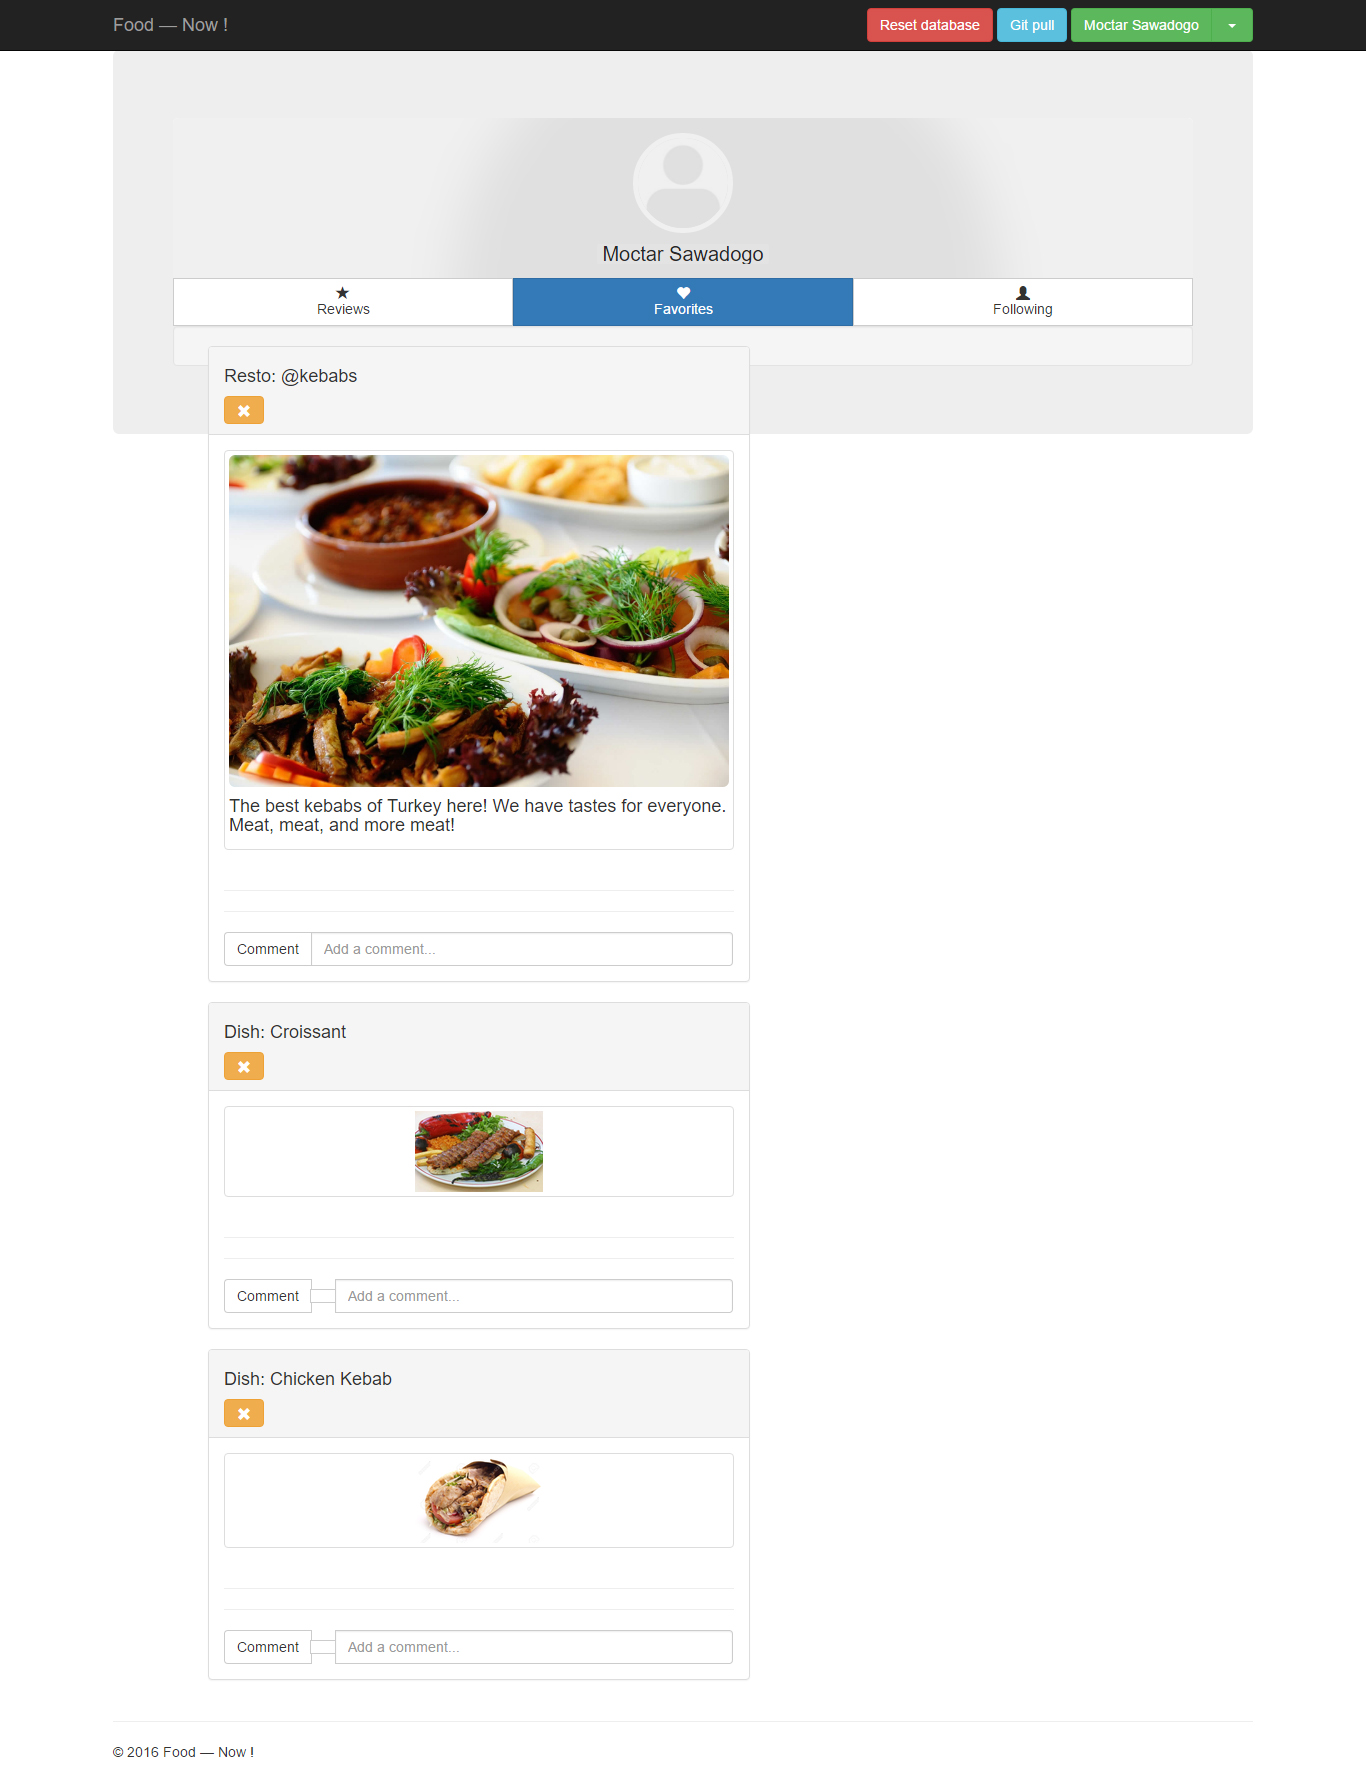 Food — Now !
Reset database
Git pull
Moctar Sawadogo
Moctar Sawadogo
Reviews
Favorites
Following
Resto: @kebabs
The best kebabs of Turkey here! We have tastes for everyone.
Meat, meat, and more meat!
Comment
Add a comment...
Dish: Croissant
Comment
Add a comment...
Dish: Chicken Kebab
Comment
Add a comment...
© 2016 Food — Now !